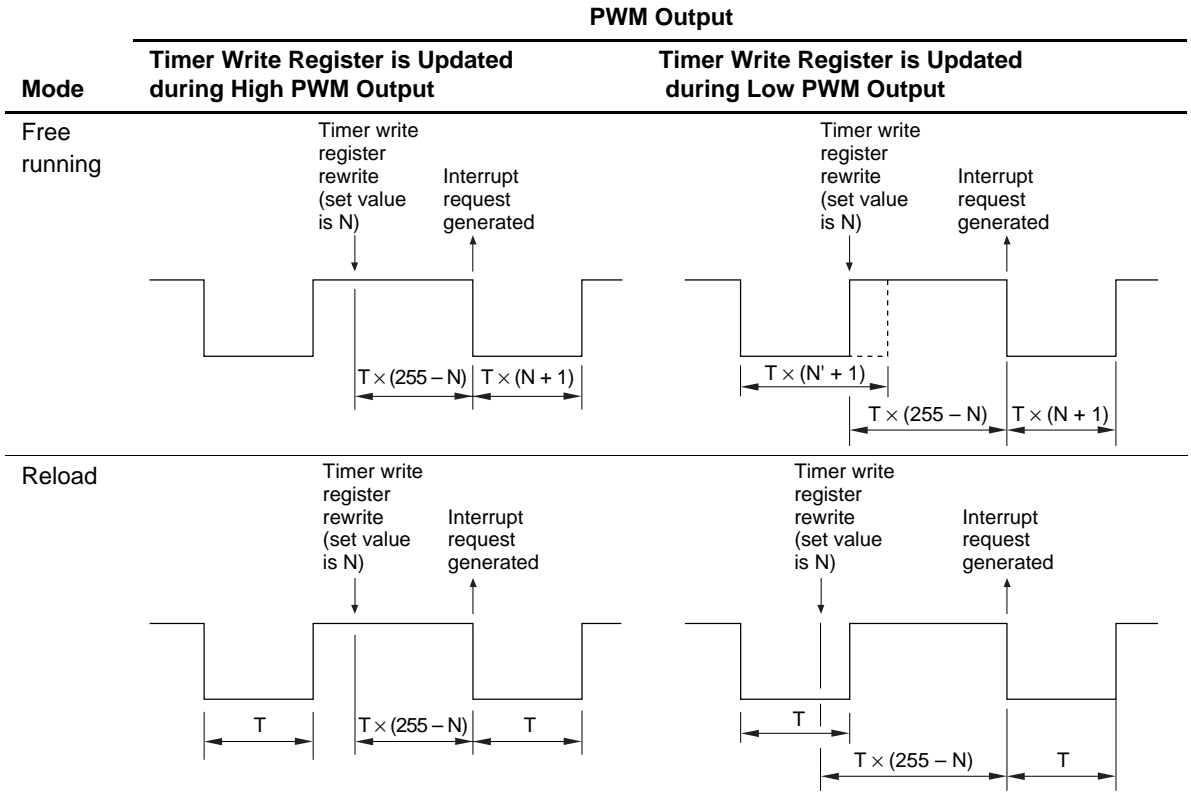 PWM Output
Mode
Timer Write Register is Updated
during High PWM Output
Timer Write Register is Updated
during Low PWM Output
Free
running
Timer write
register
rewrite
(set value
is N)
Interrupt
request
generated
T × (255 – N)
T × (N + 1)
Timer write
register
rewrite
(set value
is N)
Interrupt
request
generated
T × (N' + 1)
T × (255 – N)
T × (N + 1)
Reload
Timer write
register
rewrite
(set value
is N)
Interrupt
request
generated
T
T × (255 – N)
T
Timer write
register
rewrite
(set value
is N)
Interrupt
request
generated
T
T × (255 – N)
T